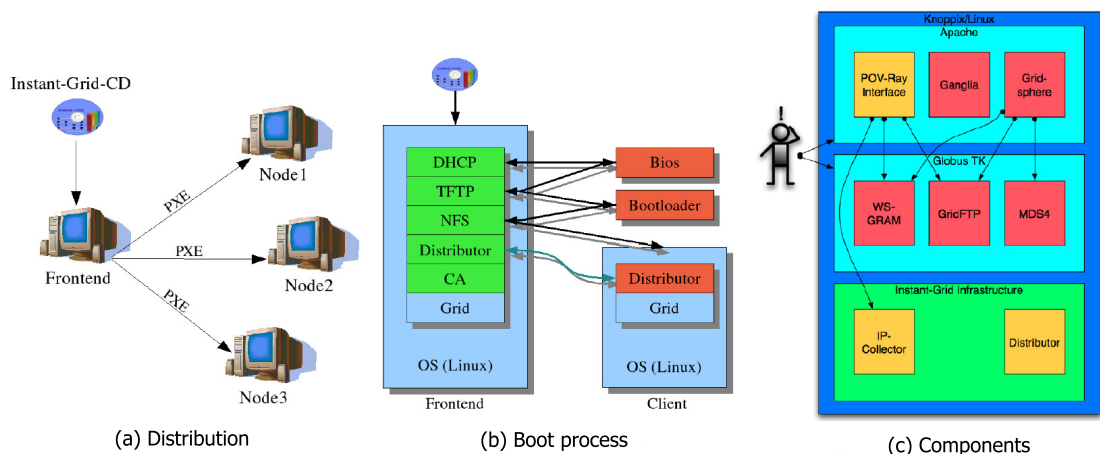 Instant-Grid-CD
Frontend
PXE
Node1
PXE
Node2
PXE
Node3
(a) Distribution
DHCP
TFTP
NFS
Distributor
CA
Grid
OS (Linux)
Frontend
Bios
Bootloader
Distributor
Grid
OS (Linux)
Client
(b) Boot process
Knoppix/Linux
Apache
POV-Ray
Interface
Ganglia
Grid-
sphere
Globus TK
WS-
GRAM
GridFTP
MDS4
Instant-Grid Infrastructure
IP-
Collector
Distributor
(c) Components